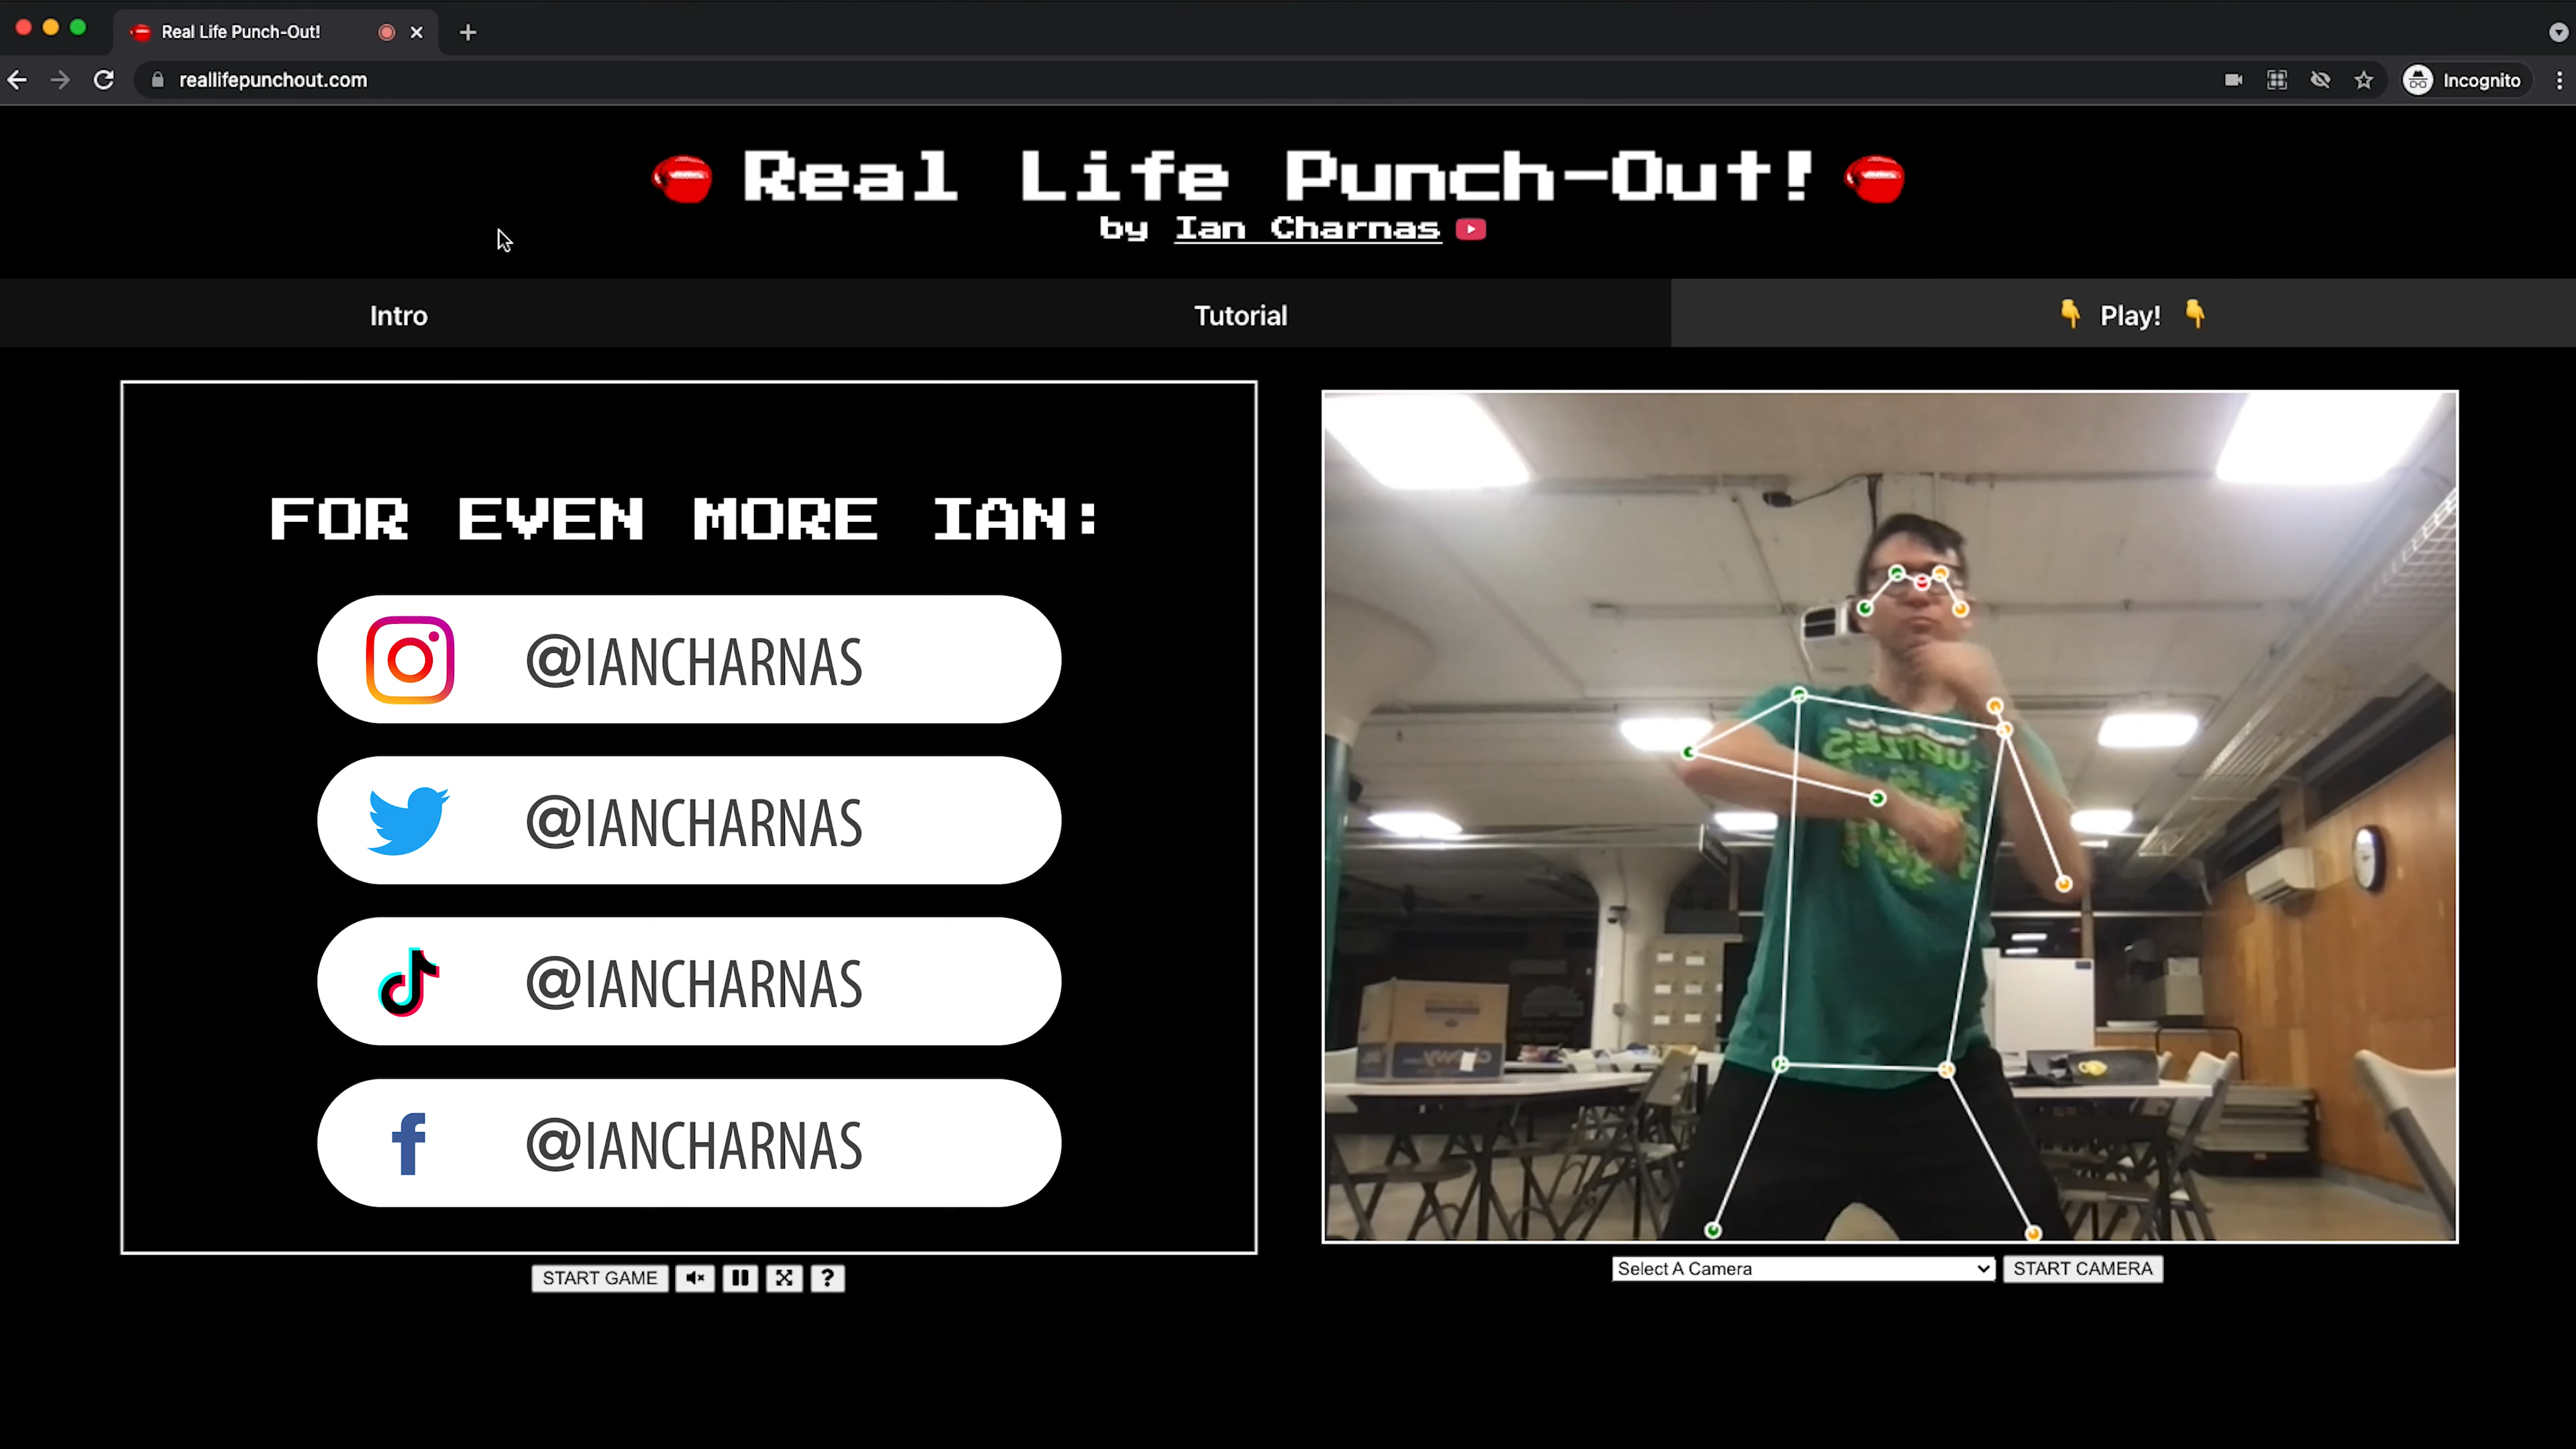 Real Life Punch-Out!
reallifepunchout.com
Incognito
Real Life Punch-Out!
by Ian Charnas
Intro
Tutorial
Play!
FOR EVEN MORE IAN:
@IANCHARNAS
@IANCHARNAS
@IANCHARNAS
@IANCHARNAS
START GAME
?
Select A Camera
START CAMERA